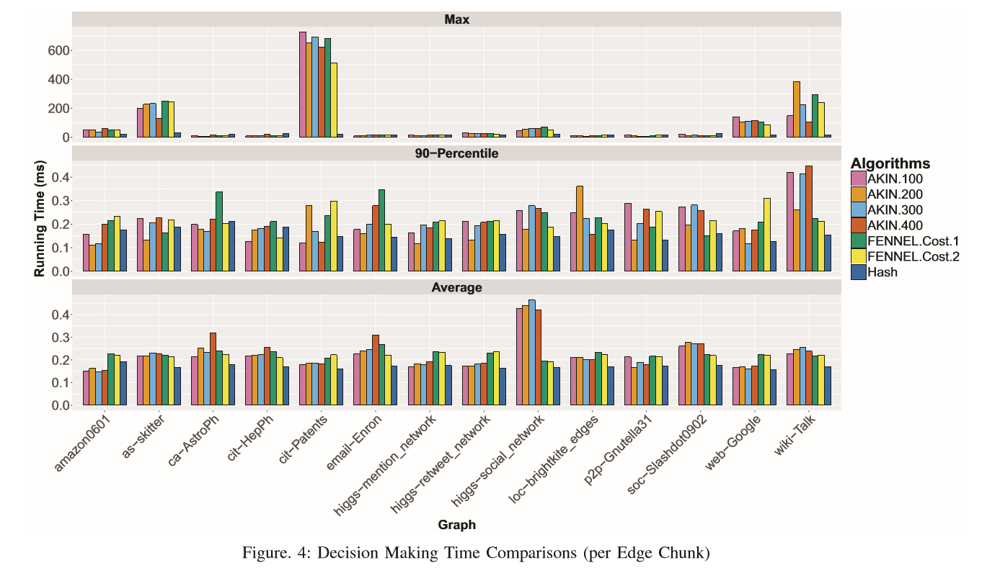 Max
600
400
200
0
90−Percentile
0.4
0.3
0.2
0.1
0.0
Average
0.4
0.3
0.2
0.1
0.0
Running Time (ms)
amazon0601
as−skitter
ca−AstroPh
cit−HepPh
cit−Patents
email−Enron
higgs−mention_network
higgs−retweet_network
higgs−social_network
loc−brightkite_edges
p2p−Gnutella31
soc−Slashdot0902
web−Google
wiki−Talk
Graph
Algorithms
AKIN.100
AKIN.200
AKIN.300
AKIN.400
FENNEL.Cost.1
FENNEL.Cost.2
Hash
Figure. 4: Decision Making Time Comparisons (per Edge Chunk)